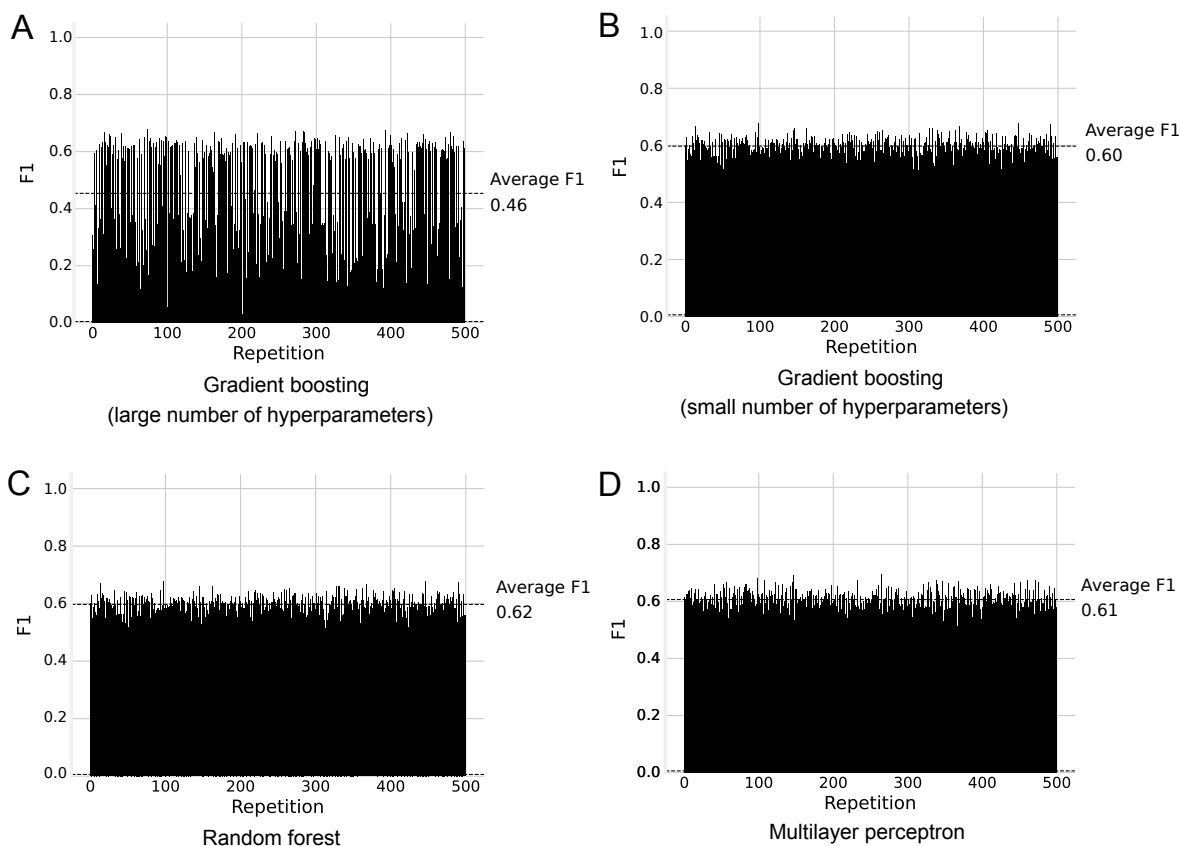 A
1.0
0.8
0.6
0.4
0.2
0.0
F1
0 100 200 300 400 500
Repetition
Average F1
0.46
Gradient boosting
(large number of hyperparameters)
B
1.0
0.8
0.6
0.4
0.2
0.0
F1
0 100 200 300 400 500
Repetition
Average F1
0.60
Gradient boosting
(small number of hyperparameters)
C
1.0
0.8
0.6
0.4
0.2
0.0
F1
0 100 200 300 400 500
Repetition
Average F1
0.62
Random forest
D
1.0
0.8
0.6
0.4
0.2
0.0
F1
0 100 200 300 400 500
Repetition
Average F1
0.61
Multilayer perceptron